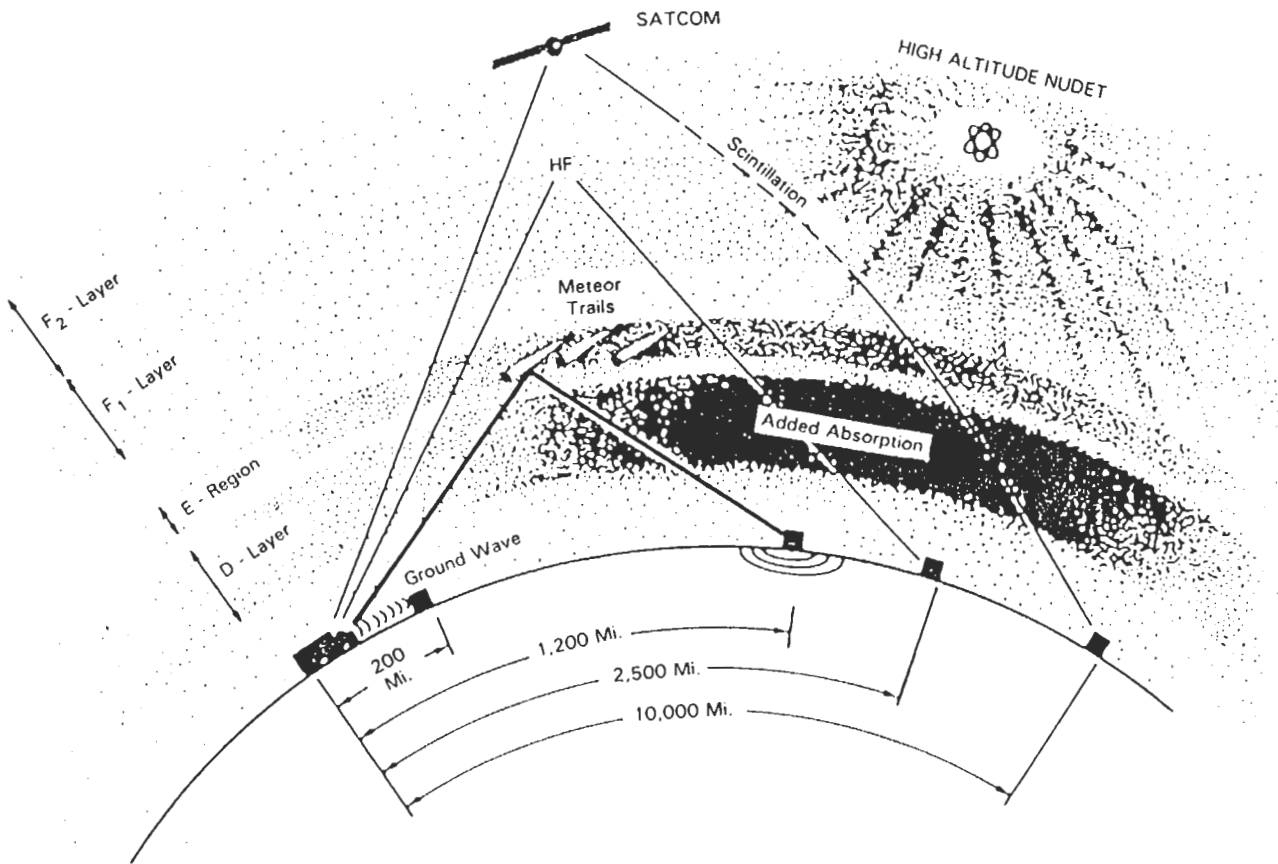 SATCOM
HIGH ALTITUDE NUDET
Scintillation
HF
Meteor
Trails
F2 - Layer
F1 - Layer
E - Region
D - Layer
Added Absorption
Ground Wave
200
Mi.
1,200 Mi.
2,500 Mi.
10,000 Mi.